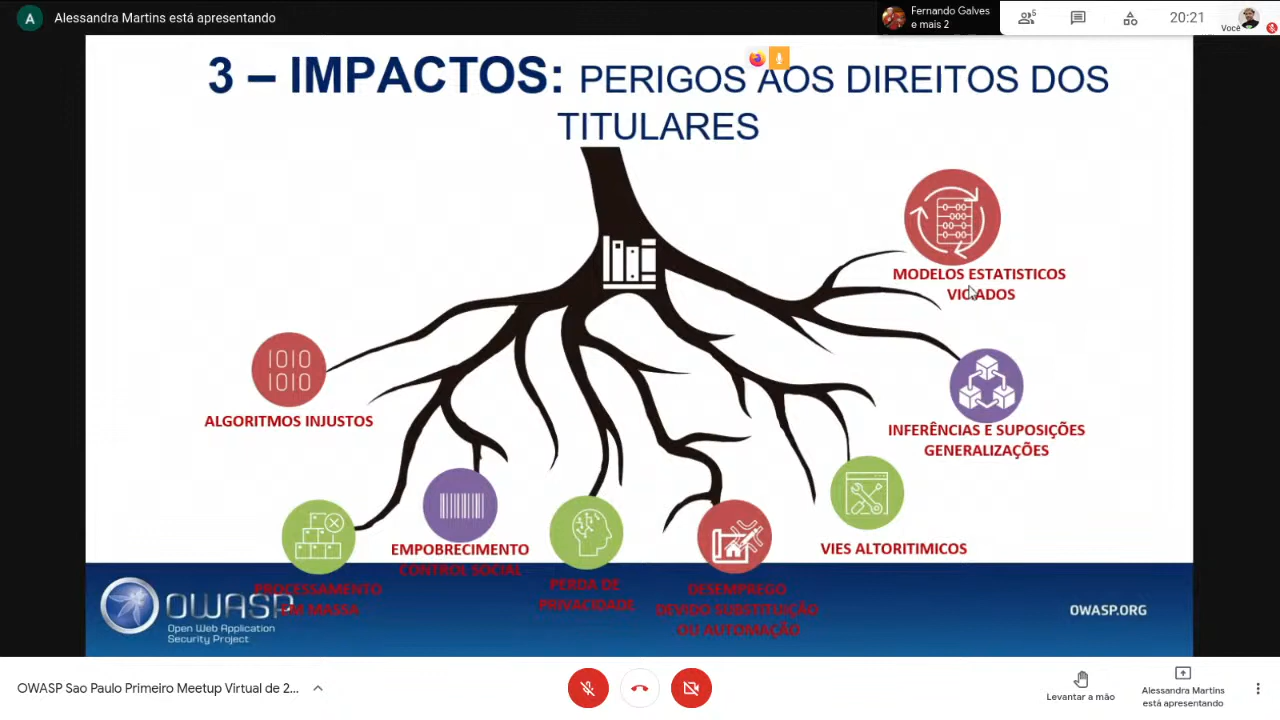 A Alessandra Martins está apresentando
Fernando Galves
e mais 2
6
20:21
Você
3 – IMPACTOS: PERIGOS AOS DIREITOS DOS
TITULARES
MODELOS ESTATISTICOS
VICIADOS
1010
1010
ALGORITMOS INJUSTOS
INFERÊNCIAS E SUPOSIÇÕES
GENERALIZAÇÕES
EMPOBRECIMENTO
CONTROL SOCIAL
VIES ALTORITIMICOS
PROCESSAMENTO
EM MASSA
PERDA DE
PRIVACIDADE
DESEMPREGO
DEVIDO SUBSTITUIÇÃO
OU AUTOMAÇÃO
OWASP
Open Web Application
Security Project
OWASP.ORG
OWASP Sao Paulo Primeiro Meetup Virtual de 2...
Levantar a mão
Alessandra Martins
está apresentando